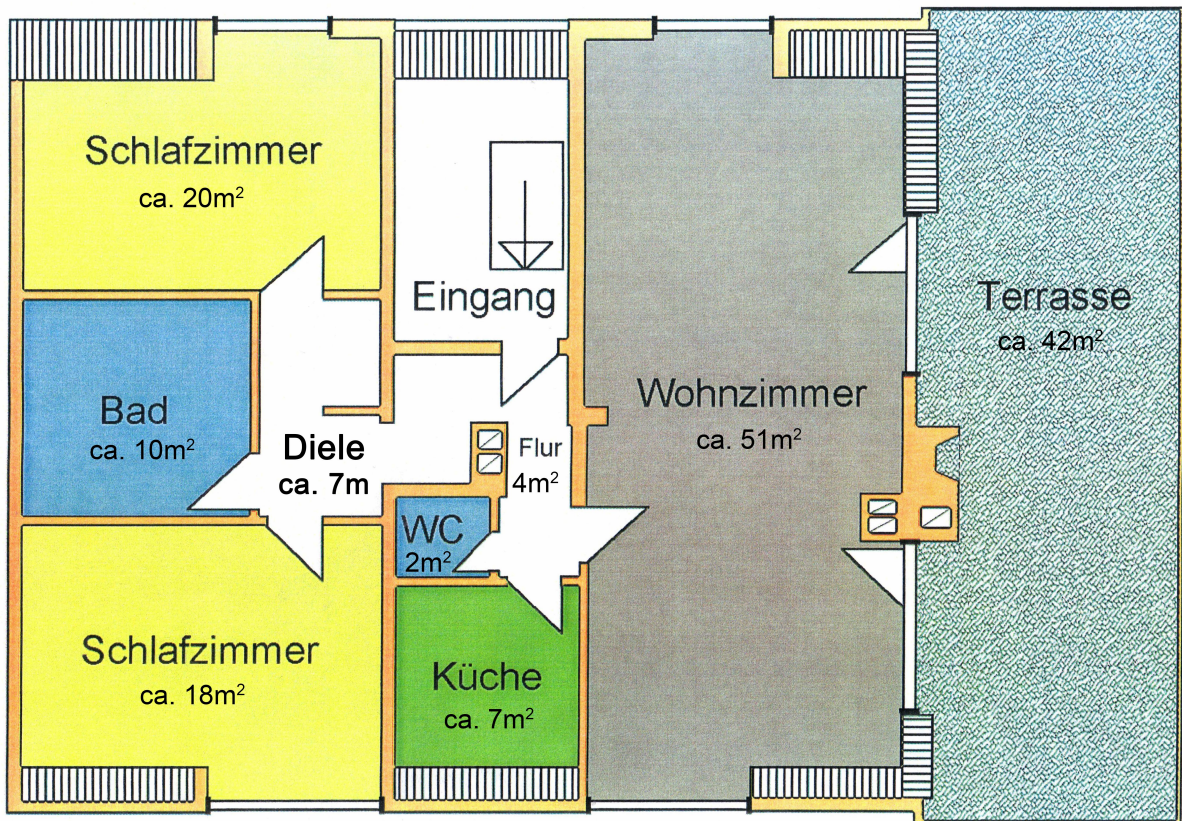 Schlafzimmer
ca. 20m²
Eingang
Terrasse
ca. 42m²
Wohnzimmer
ca. 51m²
Bad
ca. 10m²
Diele
ca. 7m
Flur
4m²
WC
2m²
Schlafzimmer
ca. 18m²
Küche
ca. 7m²